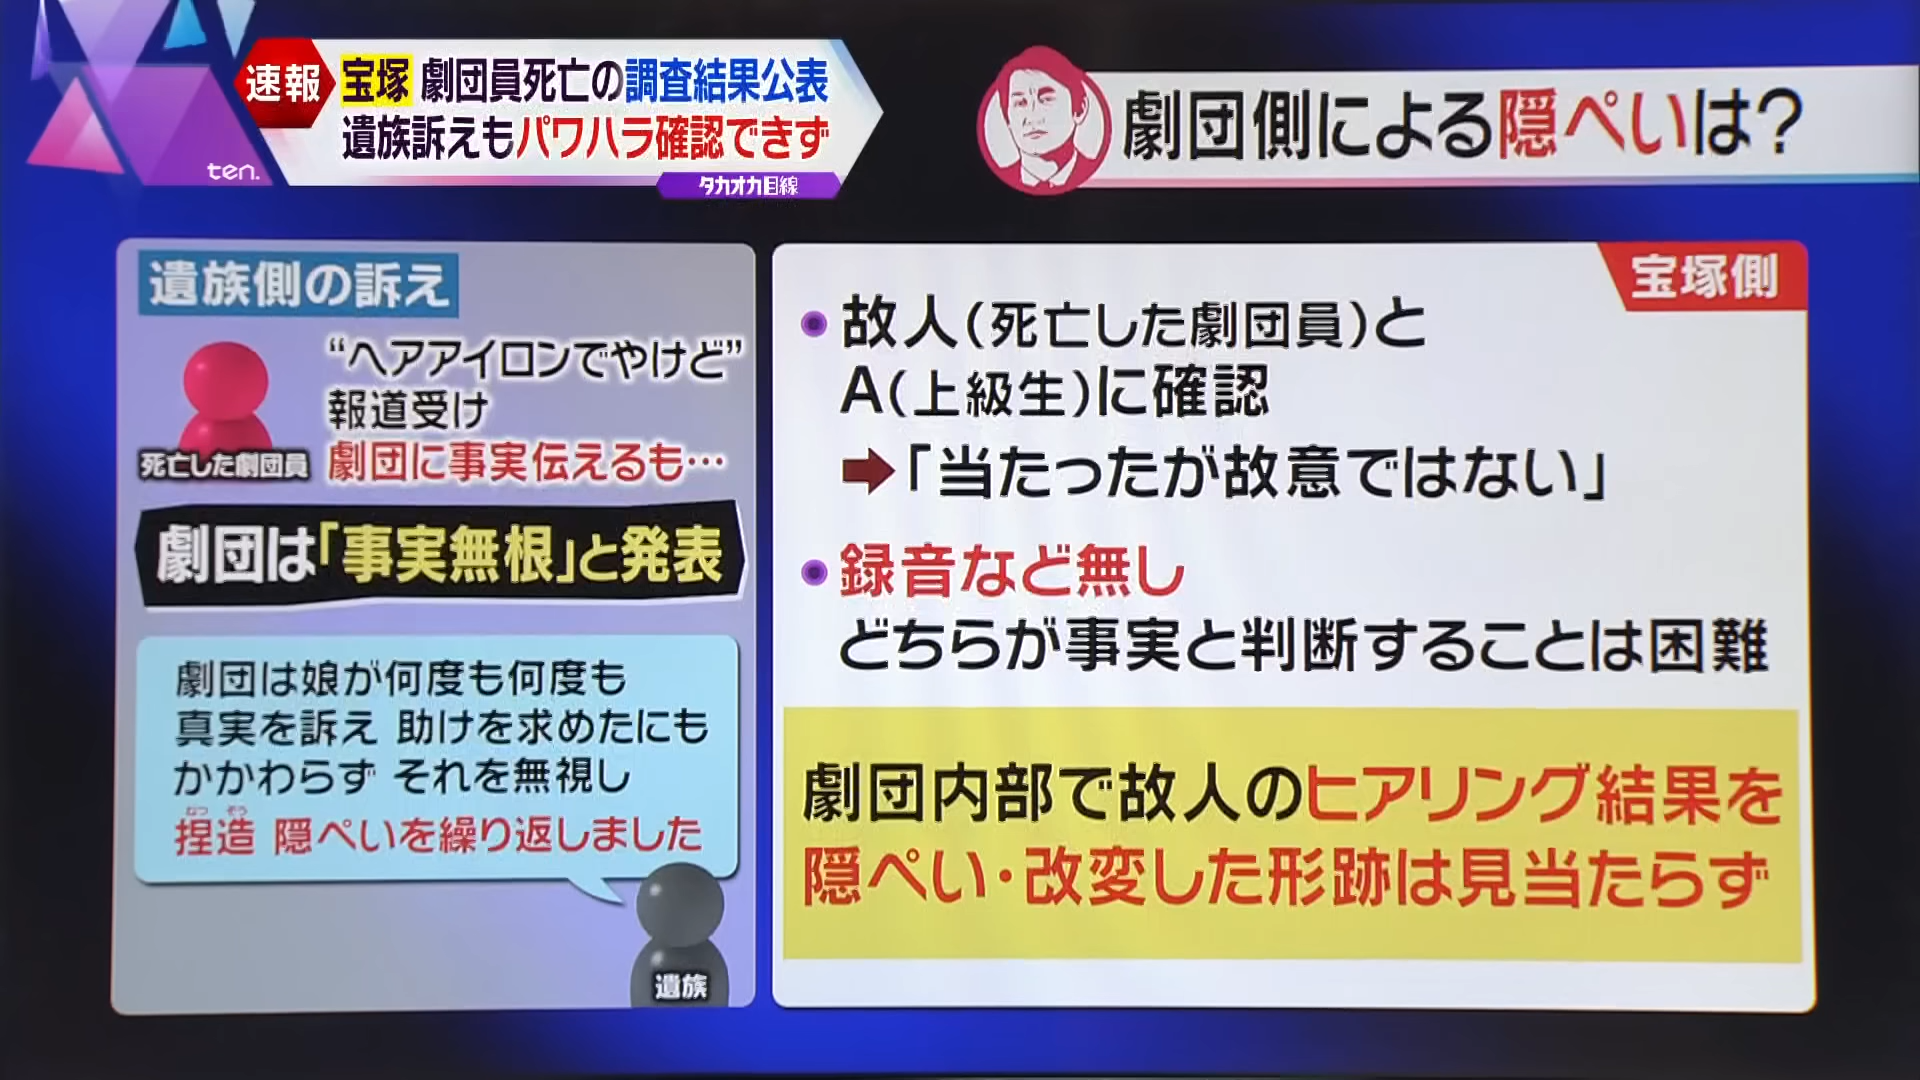 速報
宝塚 劇団員死亡の調査結果公表
遺族訴えもパワハラ確認できず
タカオカ目線
ten.
劇団側による隠ぺいは?
遺族側の訴え
“ヘアアイロンでやけど”
報道受け
劇団に事実伝えるも…
死亡した劇団員
劇団は「事実無根」と発表
劇団は娘が何度も何度も
真実を訴え 助けを求めたにも
かかわらず それを無視し
ねつ ぞう
捏造 隠ぺいを繰り返しました
遺族
宝塚側
●故人(死亡した劇団員)と
A(上級生)に確認
➡「当たったが故意ではない」
●録音など無し
どちらが事実と判断することは困難
劇団内部で故人のヒアリング結果を
隠ぺい・改変した形跡は見当たらず